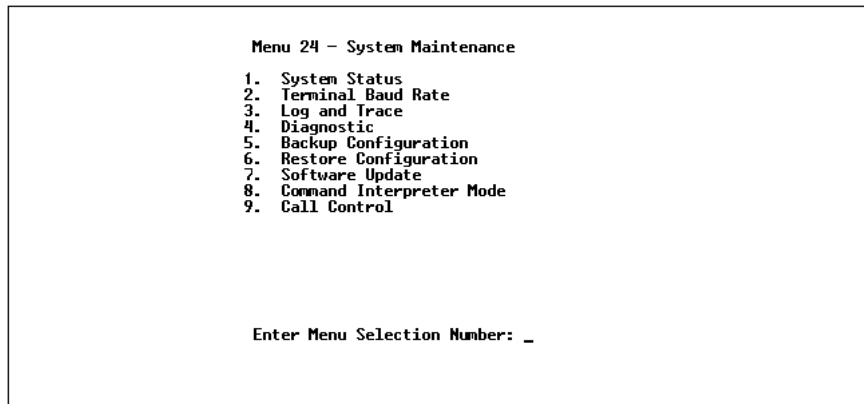 Menu 24 - System Maintenance
1. System Status
2. Terminal Baud Rate
3. Log and Trace
4. Diagnostic
5. Backup Configuration
6. Restore Configuration
7. Software Update
8. Command Interpreter Mode
9. Call Control
Enter Menu Selection Number: _